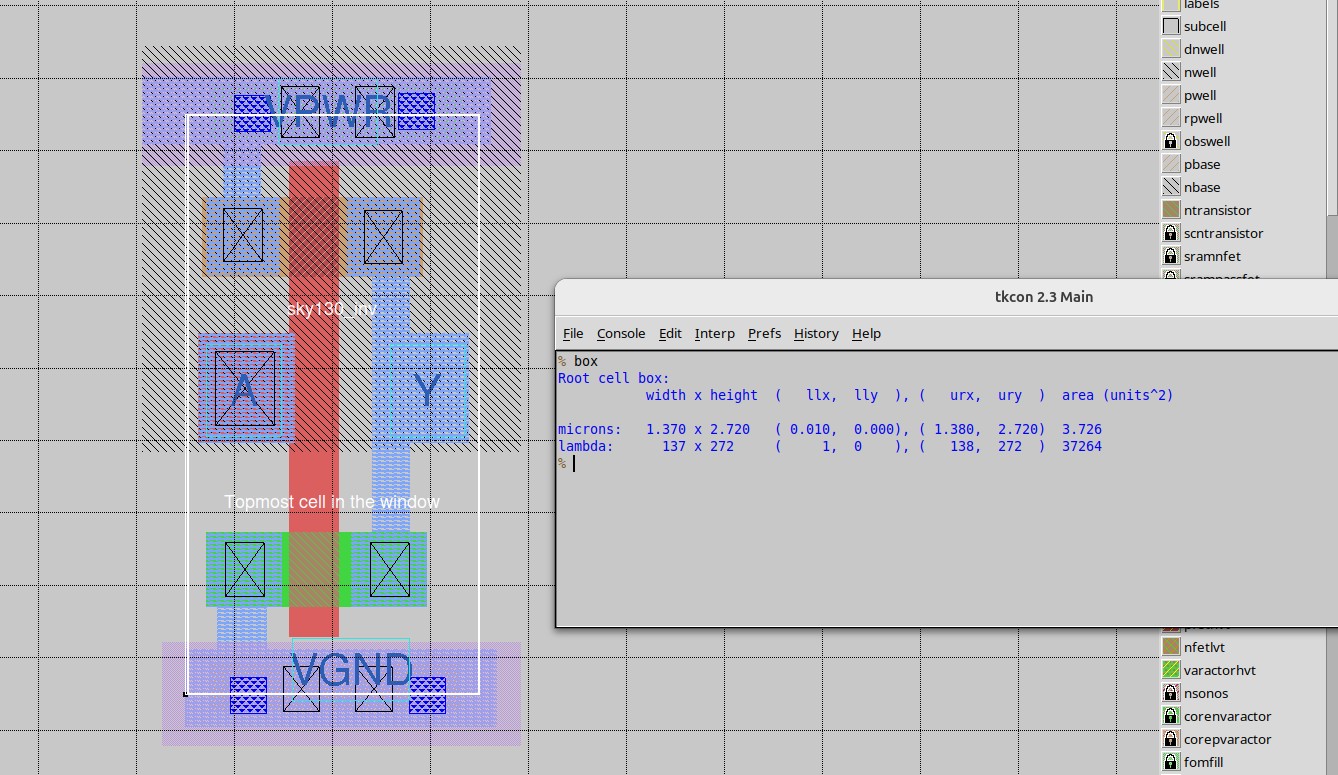 labels
subcell
dnwell
nwell
pwell
rpwell
obswell
pbase
nbase
ntransistor
scntransistor
sramnfet
VPWR
sky130_inv
A
Y
Topmost cell in the window
VGND
tkcon 2.3 Main
File Console Edit Interp Prefs History Help
% box
Root cell box:
width x height ( llx, lly ), ( urx, ury ) area (units^2)
microns: 1.370 x 2.720 ( 0.010, 0.000), ( 1.380, 2.720) 3.726
lambda: 137 x 272 ( 1, 0 ), ( 138, 272 ) 37264
%
nfetlvt
varactorhvt
nsonos
corenvaractor
corepvaractor
fomfill